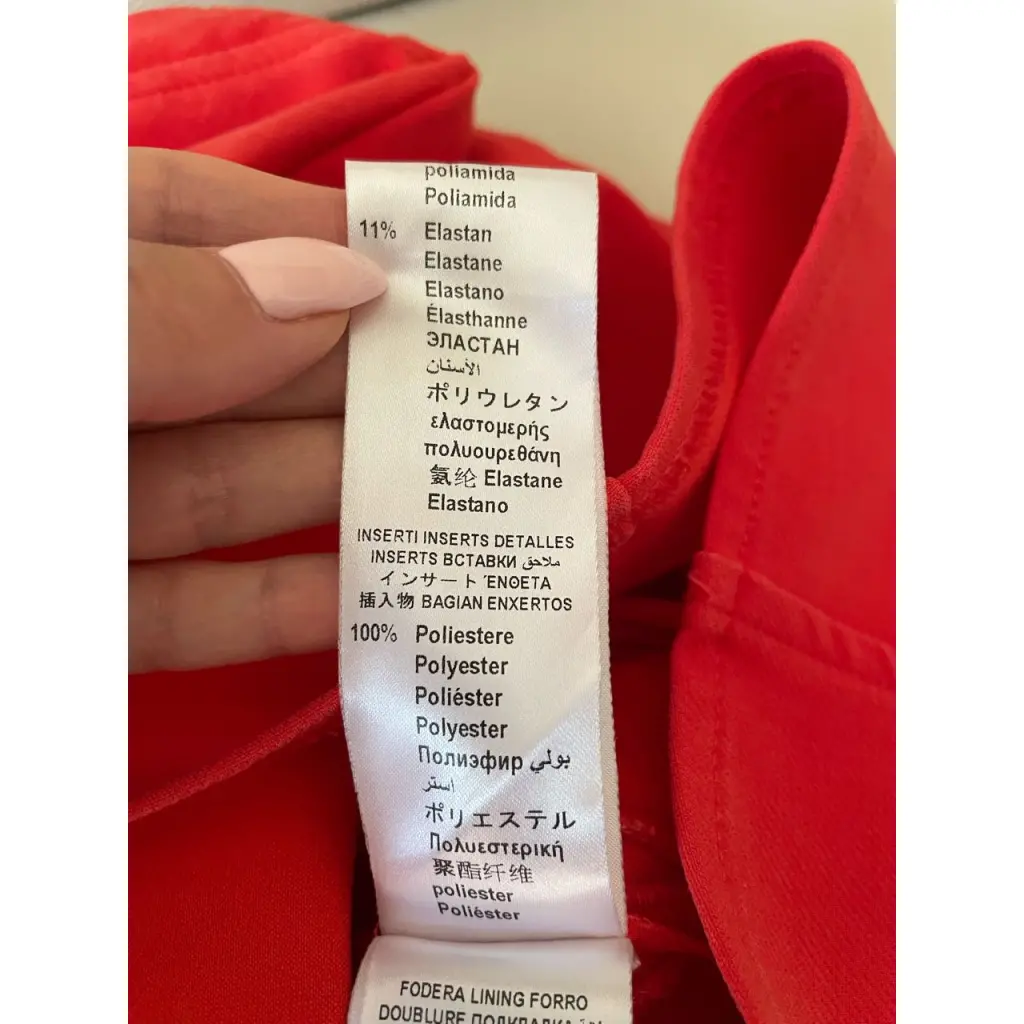 poliamida
Poliamida
11% Elastan
Elastane
Elastano
Élasthanne
ЭЛАСТАН
الأسفان
ポリウレタン
ελαστομερής
πολυουρεθάνη
氨纶 Elastane
Elastano
INSERTI INSERTS DETALLES
INSERTS ВСТАВКИ ملاحق
インサート ΈΝΘΕΤΑ
插入物 BAGIAN ENXERTOS
100% Poliestere
Polyester
Poliéster
Polyester
Полиэфир بولي
استر
ポリエステル
Πολυεστερική
聚酯纤维
poliester
Poliéster
FODERA LINING FORRO
DOUBLURE ПОДКЛАДКА